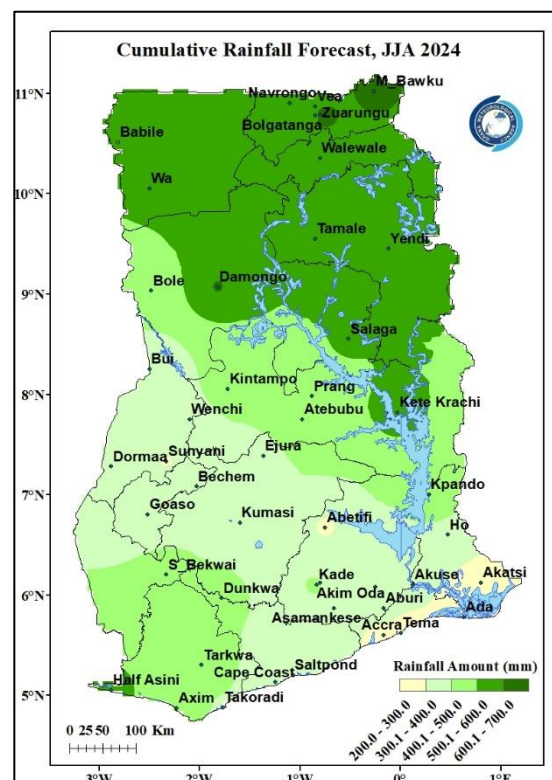 Cumulative Rainfall Forecast, JJA 2024
11°N
10°N
9°N
8°N
7°N
6°N
5°N
M_Bawku
Navrongo
Vea
Zuarungu
Bolgatanga
Babile
Walewale
Wa
Tamale
Yendi
Damongo
Bole
Salaga
Bui
Kintampo
Prang
Kete Krachi
Wenchi
Atebubu
Ejura
Dormaa
Sunyani
Bechem
Kpando
Goaso
Kumasi
Abetifi
Ho
S_Bekwai
Kade
Akuse
Akatsi
Dunkwa
Akim Oda
Aburi
Ada
Asamankese
Accra
Tema
Tarkwa
Cape Coast
Saltpond
Half Asini
Axim
Takoradi
Rainfall Amount (mm)
200.0 - 300.0
300.1 - 400.0
400.1 - 500.0
500.1 - 600.0
600.1 - 700.0
0 25 50 100 Km
3°W
1°W
0°
1°E